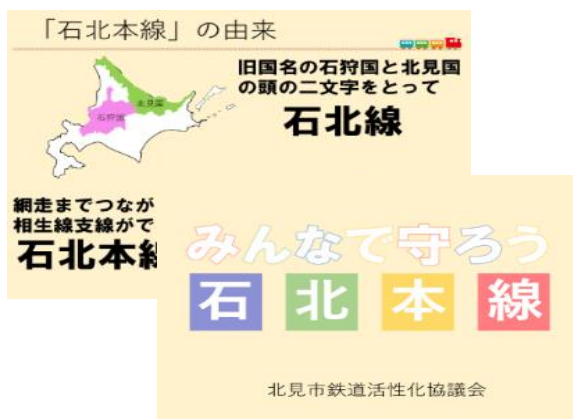 「石北本線」の由来
旧国名の石狩国と北見国
の頭の二文字をとって
石北線
北見国
石狩国
網走までつなが
相生線支線がで
石北本線
みんなで守ろう
石北本線
北見市鉄道活性化協議会